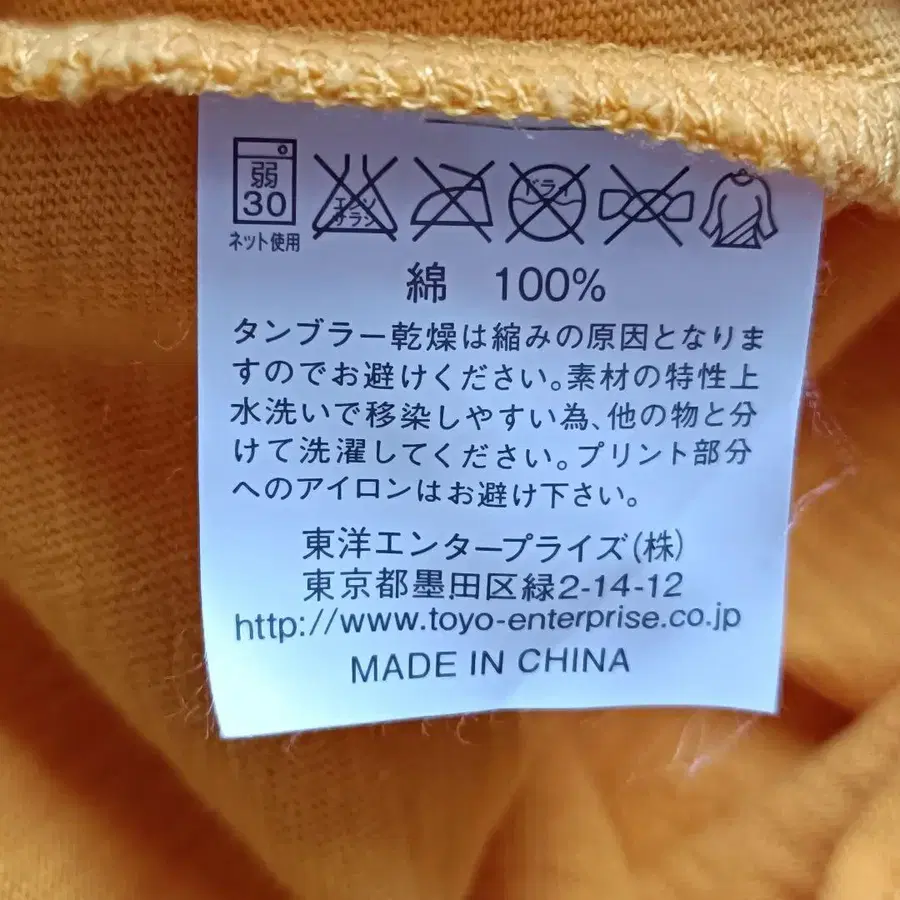 弱
30
ネット使用
エンソ
サラシ
ドライ
綿 100%
タンブラー乾燥は縮みの原因となりま
すのでお避けください。素材の特性上
水洗いで移染しやすい為、他の物と分
けて洗濯してください。プリント部分
へのアイロンはお避け下さい。
東洋エンタープライズ(株)
東京都墨田区緑2-14-12
http://www.toyo-enterprise.co.jp
MADE IN CHINA